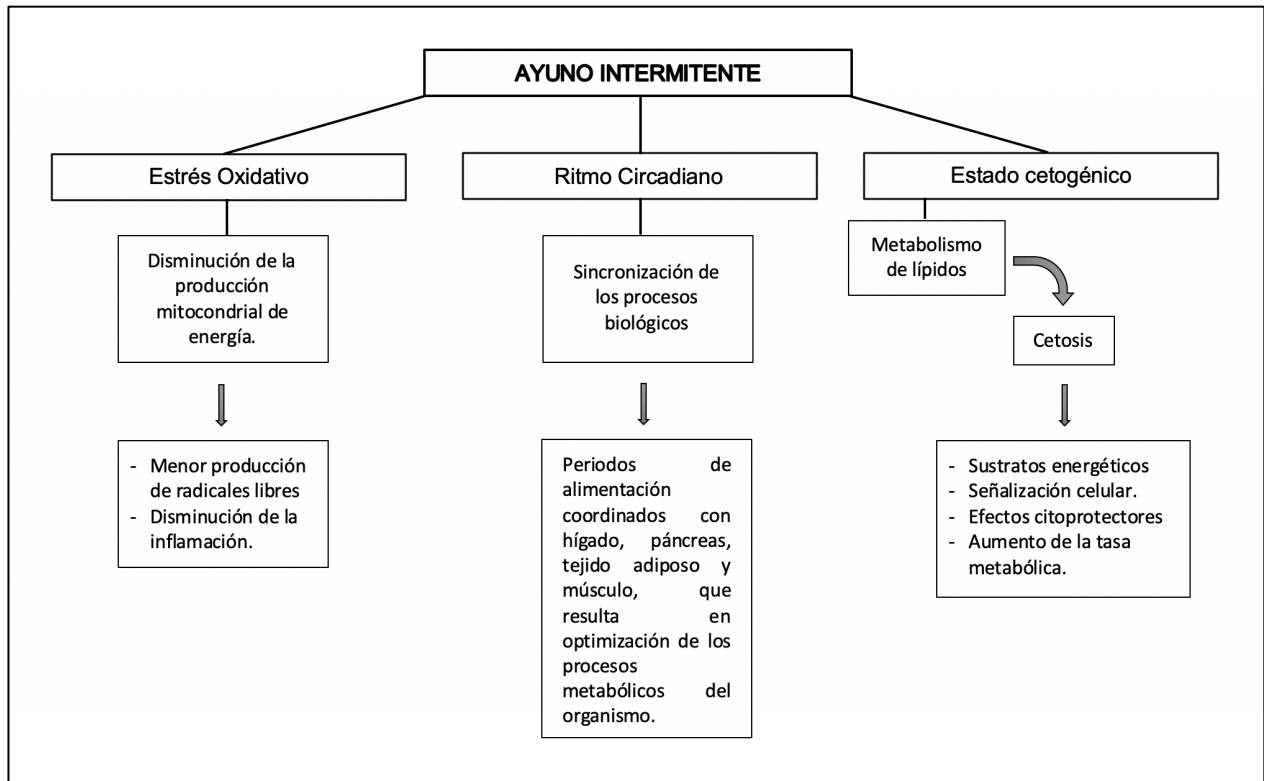 AYUNO INTERMITENTE
Estrés Oxidativo
Ritmo Circadiano
Estado cetogénico
Disminución de la
producción
mitocondrial de
energía.
Sincronización de
los procesos
biológicos
Metabolismo
de lípidos
Cetosis
- Menor producción
de radicales libres
- Disminución de la
inflamación.
Periodos de
alimentación
coordinados con
hígado, páncreas,
tejido adiposo y
músculo, que
resulta en
optimización de los
procesos
metabólicos del
organismo.
- Sustratos energéticos
- Señalización celular.
- Efectos citoprotectores
- Aumento de la tasa
metabólica.